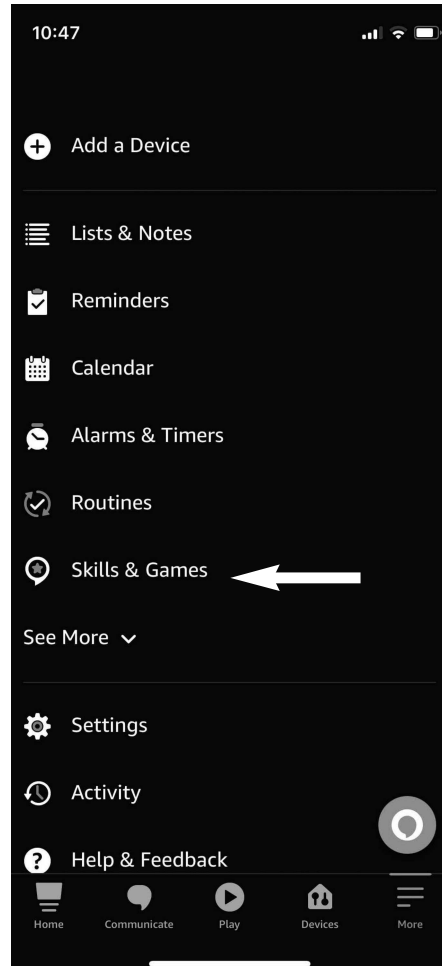 10:47
Add a Device
Lists & Notes
Reminders
Calendar
Alarms & Timers
Routines
Skills & Games
See More
Settings
Activity
Help & Feedback
Home Communicate Play Devices More